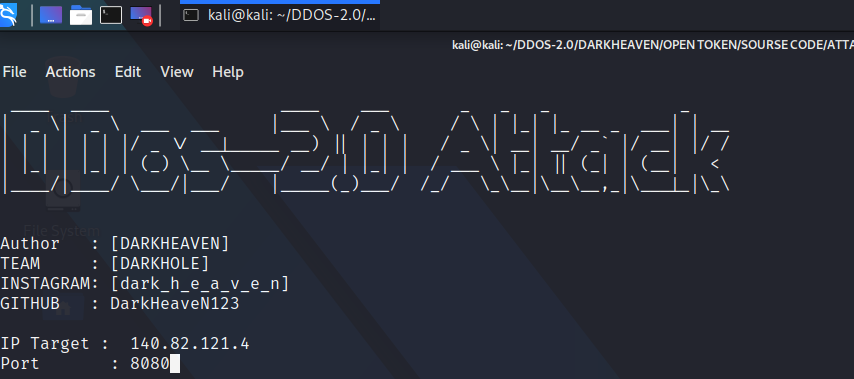 kali@kali: ~/DDOS-2.0/...
kali@kali: ~/DDOS-2.0/DARKHEAVEN/OPEN TOKEN/SOURSE CODE/ATTA
File Actions Edit View Help
DDos-2.0 Attack
File System
Author : [DARKHEAVEN]
TEAM : [DARKHOLE]
INSTAGRAM: [dark_h_e_a_v_e_n]
GITHUB : DarkHeaveN123
IP Target : 140.82.121.4
Port : 8080